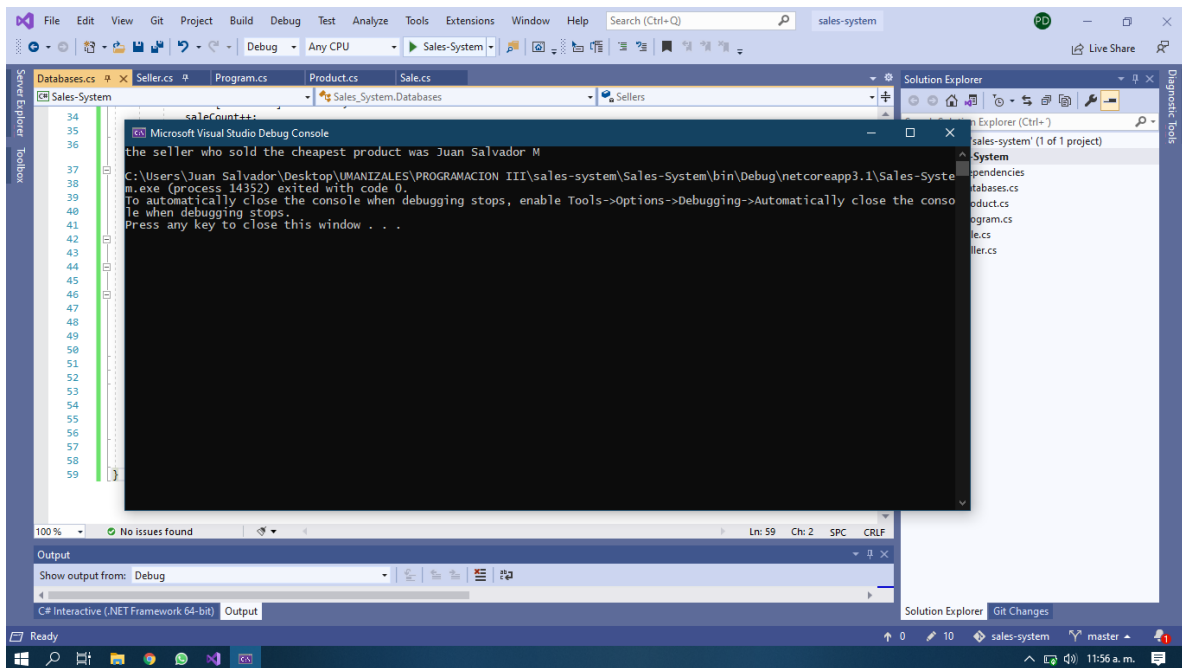 File Edit View Git Project Build Debug Test Analyze Tools Extensions Window Help Search (Ctrl+Q) sales-system PD
Debug Any CPU Sales-System Live Share
Server Explorer
Toolbox
Databases.cs Seller.cs Program.cs Product.cs Sale.cs
Sales-System Sales_System.Databases Sellers
34 saleCount++;
35
36
37
38
39
40
41
42
43
44
45
46
47
48
49
50
51
52
53
54
55
56
57
58
59 }
Microsoft Visual Studio Debug Console
the seller who sold the cheapest product was Juan Salvador M
C:\Users\Juan Salvador\Desktop\UMANIZALES\PROGRAMACION III\sales-system\Sales-System\bin\Debug\netcoreapp3.1\Sales-Syste
m.exe (process 14352) exited with code 0.
To automatically close the console when debugging stops, enable Tools->Options->Debugging->Automatically close the conso
le when debugging stops.
Press any key to close this window . . .
Solution Explorer
Explorer (Ctrl+¨)
'sales-system' (1 of 1 project)
-System
pendencies
tabases.cs
oduct.cs
ogram.cs
le.cs
ller.cs
Diagnostic Tools
100 % No issues found Ln: 59 Ch: 2 SPC CRLF
Output
Show output from: Debug
C# Interactive (.NET Framework 64-bit) Output
Solution Explorer Git Changes
Ready 0 10 sales-system master 1
11:56 a. m.